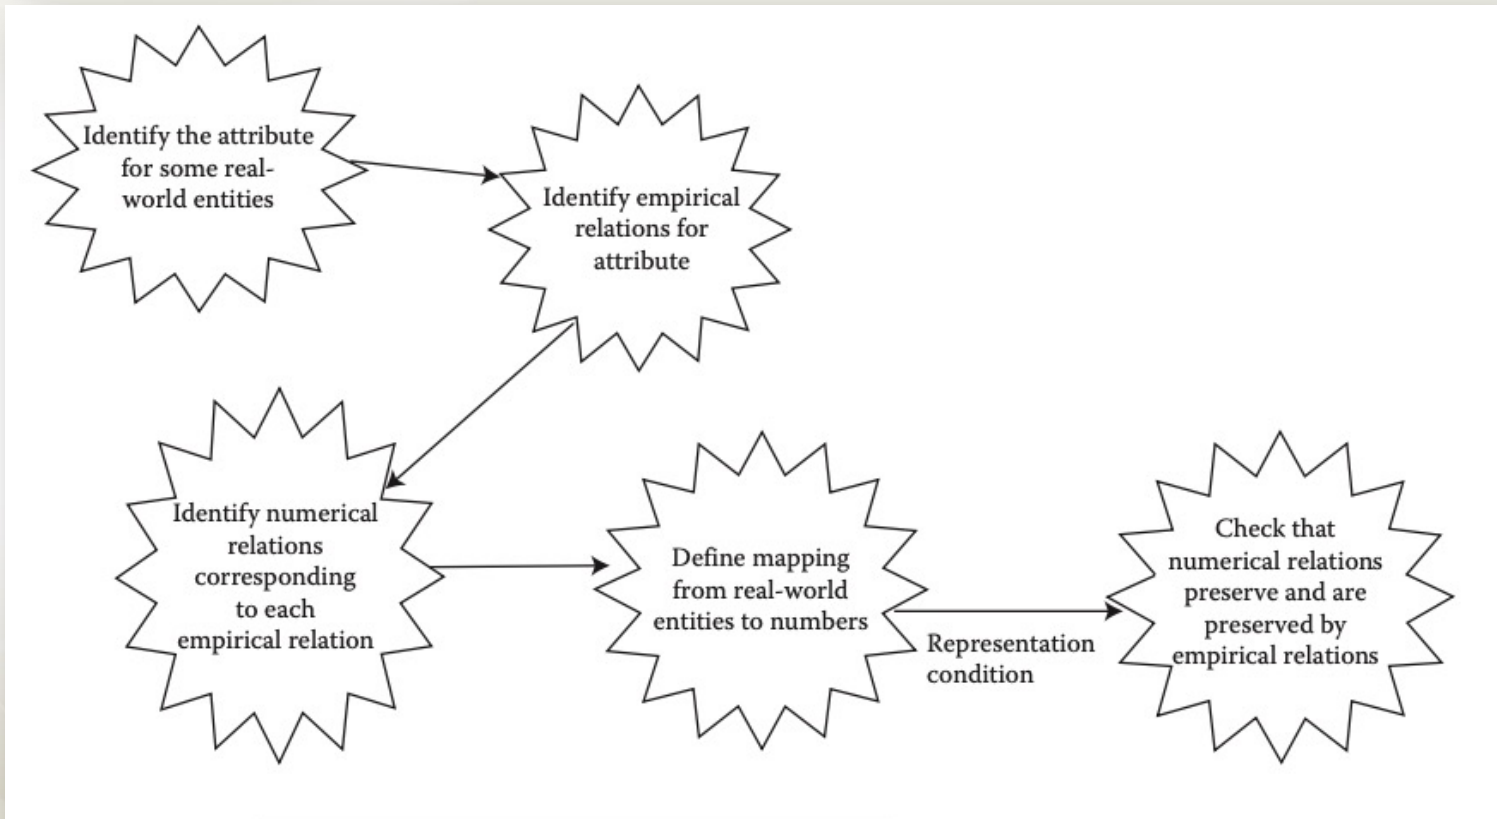 Identify the attribute
for some real-
world entities
Identify empirical
relations for
attribute
Identify numerical
relations
corresponding
to each
empirical relation
Define mapping
from real-world
entities to numbers
Representation
condition
Check that
numerical relations
preserve and are
preserved by
empirical relations